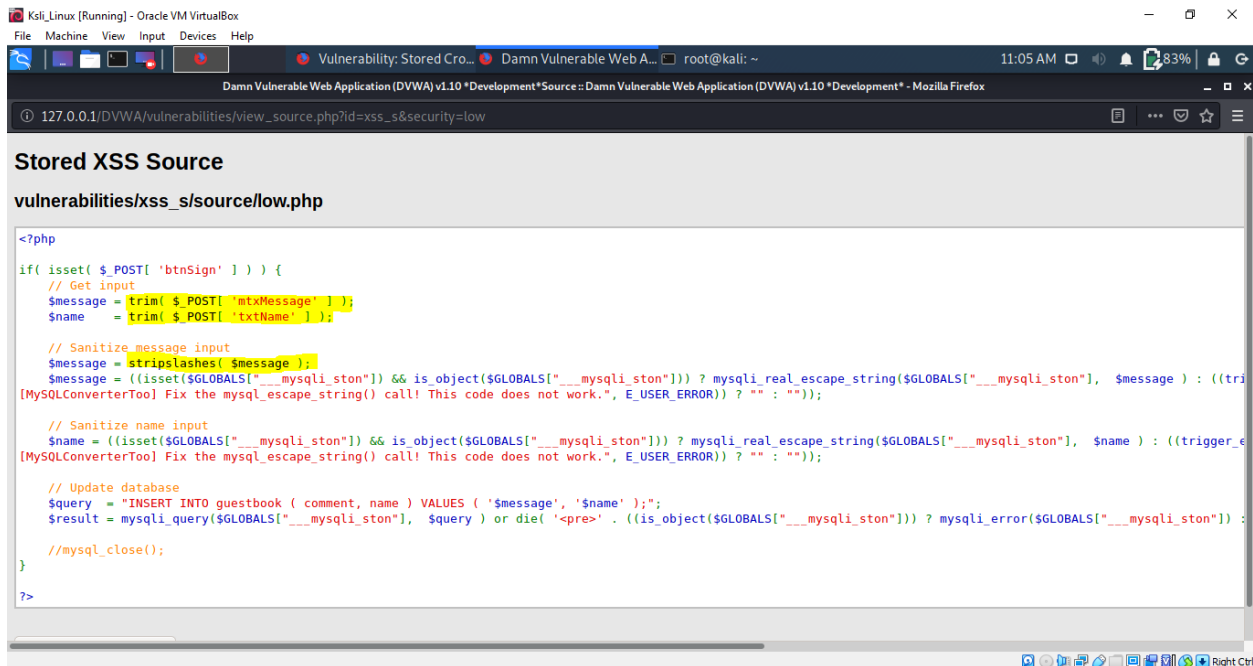 Ksli_Linux [Running] - Oracle VM VirtualBox
File Machine View Input Devices Help
Vulnerability: Stored Cro... Damn Vulnerable Web A... root@kali: ~ 11:05 AM 83%
Damn Vulnerable Web Application (DVWA) v1.10 *Development*Source :: Damn Vulnerable Web Application (DVWA) v1.10 *Development* - Mozilla Firefox
127.0.0.1/DVWA/vulnerabilities/view_source.php?id=xss_s&security=low
Stored XSS Source
vulnerabilities/xss_s/source/low.php
<?php
if( isset( $_POST[ 'btnSign' ] ) ) {
// Get input
$message = trim( $_POST[ 'mtxMessage' ] );
$name    = trim( $_POST[ 'txtName' ] );
// Sanitize message input
$message = stripslashes( $message );
$message = ((isset($GLOBALS["___mysqli_ston"]) && is_object($GLOBALS["___mysqli_ston"])) ? mysqli_real_escape_string($GLOBALS["___mysqli_ston"],  $message ) : ((tri
[MySQLConverterToo] Fix the mysql_escape_string() call! This code does not work.", E_USER_ERROR)) ? "" : ""));
// Sanitize name input
$name = ((isset($GLOBALS["___mysqli_ston"]) && is_object($GLOBALS["___mysqli_ston"])) ? mysqli_real_escape_string($GLOBALS["___mysqli_ston"],  $name ) : ((trigger_e
[MySQLConverterToo] Fix the mysql_escape_string() call! This code does not work.", E_USER_ERROR)) ? "" : ""));
// Update database
$query  = "INSERT INTO guestbook ( comment, name ) VALUES ( '$message', '$name' );";
$result = mysqli_query($GLOBALS["___mysqli_ston"],  $query ) or die( '<pre>' . ((is_object($GLOBALS["___mysqli_ston"])) ? mysqli_error($GLOBALS["___mysqli_ston"]) :
//mysql_close();
}
?>
Right Ctrl